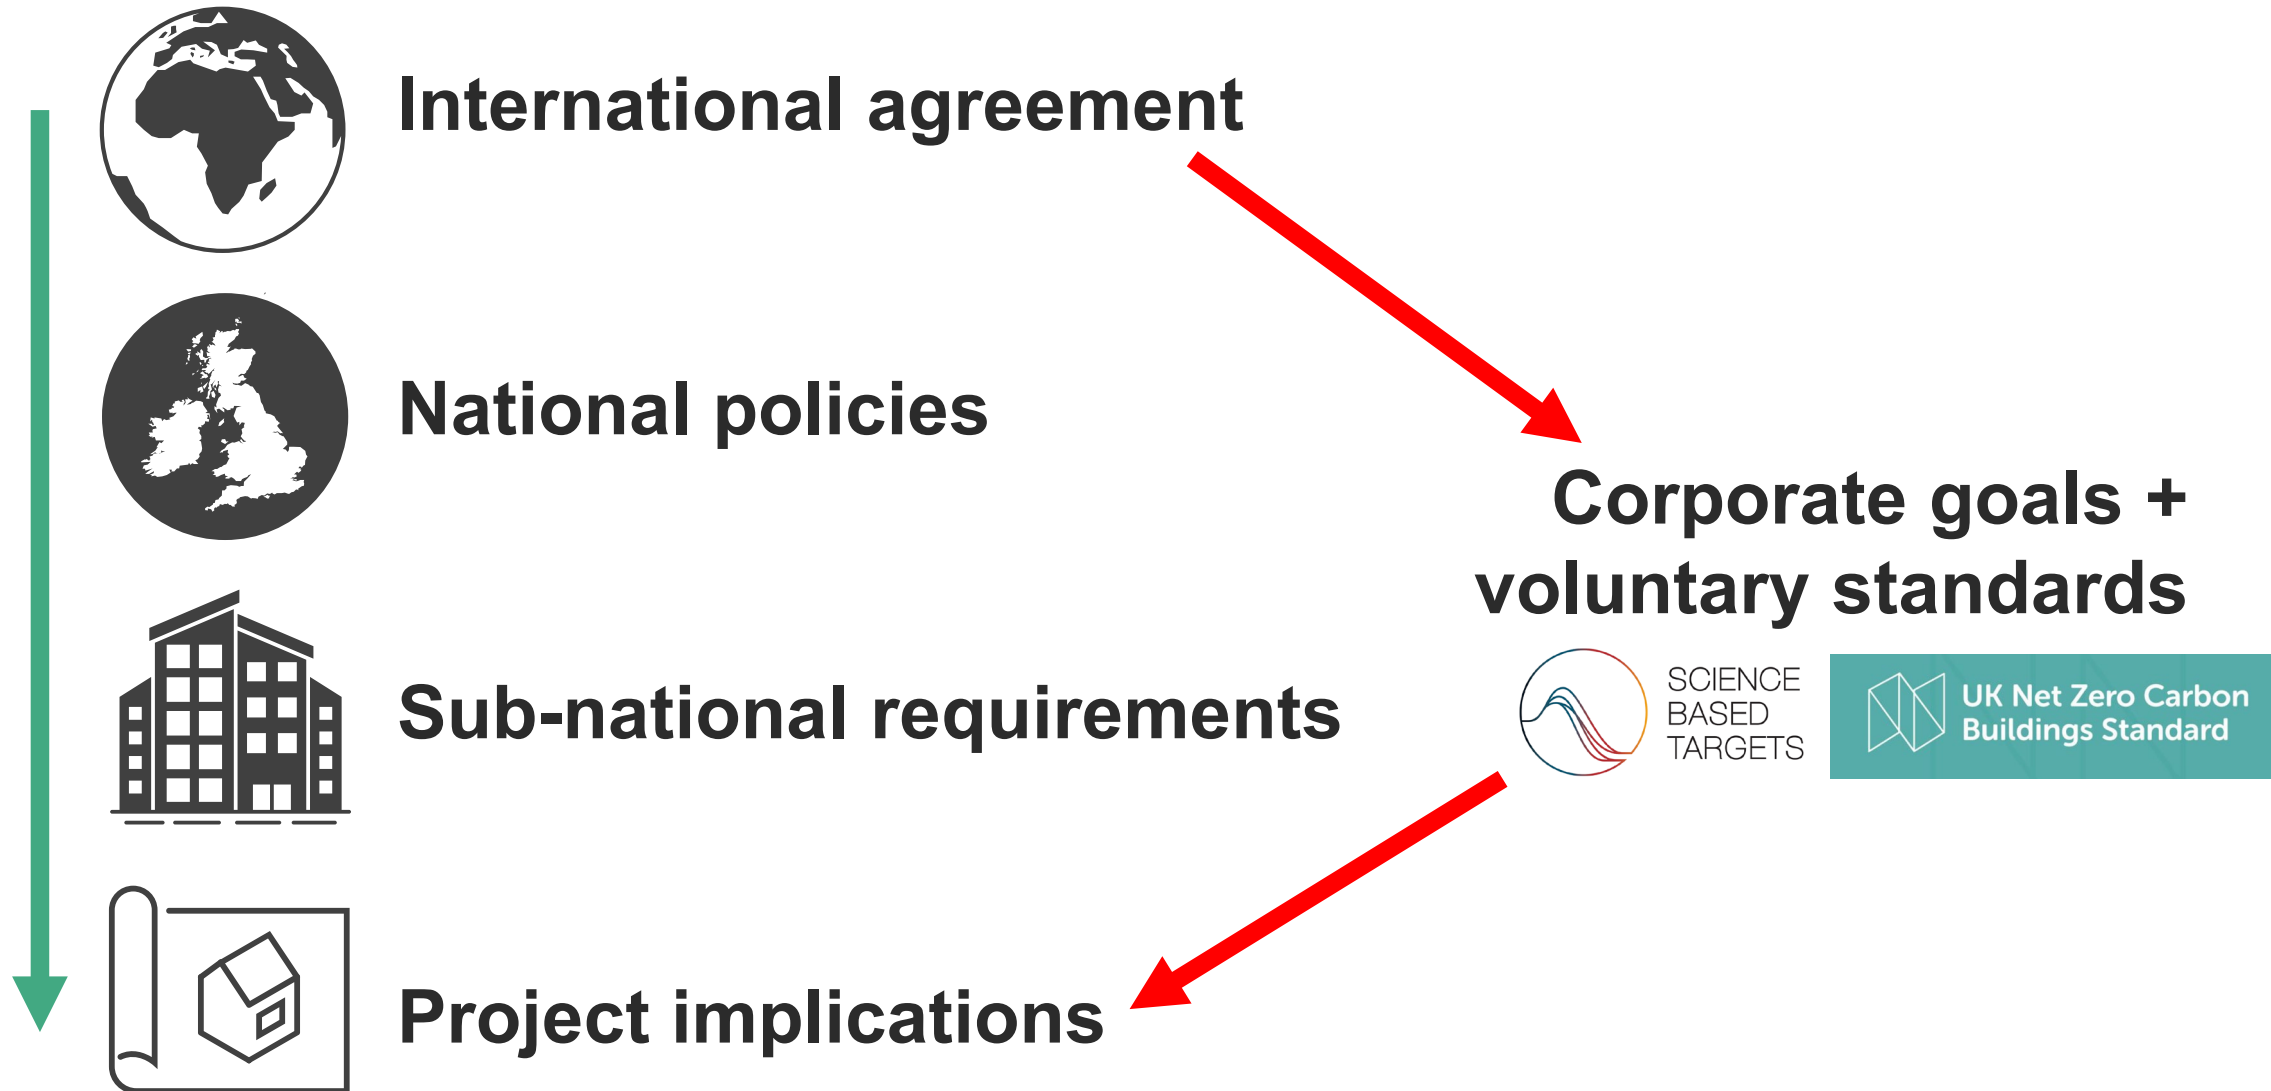 International agreement
National policies
Corporate goals +
voluntary standards
SCIENCE
BASED
TARGETS
UK Net Zero Carbon
Buildings Standard
Sub-national requirements
Project implications